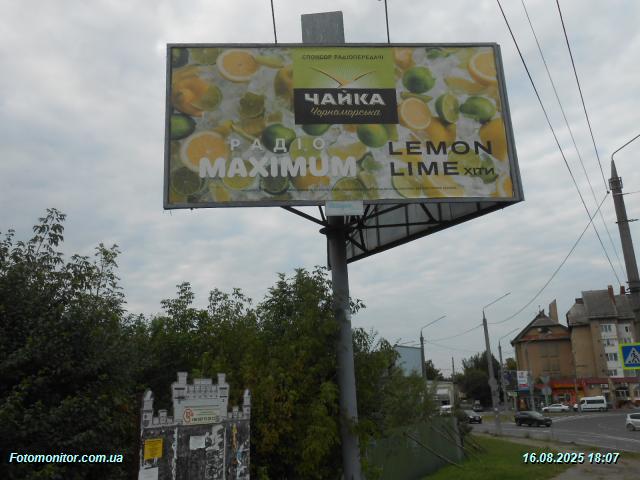 СПОНСОР РАДІОПЕРЕДАЧІ
ЧАЙКА
Чорноморська
РАДІО
MAXIMUM
LEMON
LIME ХІТИ
Fotomonitor.com.ua
16.08.2025 18:07